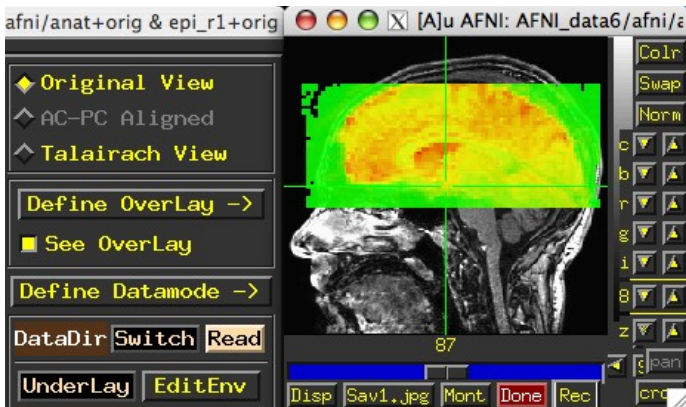 afni/anat+orig & epi_r1+orig
X [A]u AFNI: AFNI_data6/afni/a
Original View
AC-PC Aligned
Talairach View
Define OverLay ->
See OverLay
Define Datamode ->
DataDir Switch Read
UnderLay EditEnv
Colr
Swap
Norm
c
b
r
g
i
8
z
pan
crc
87
Disp Sav1.jpg Mont Done Rec